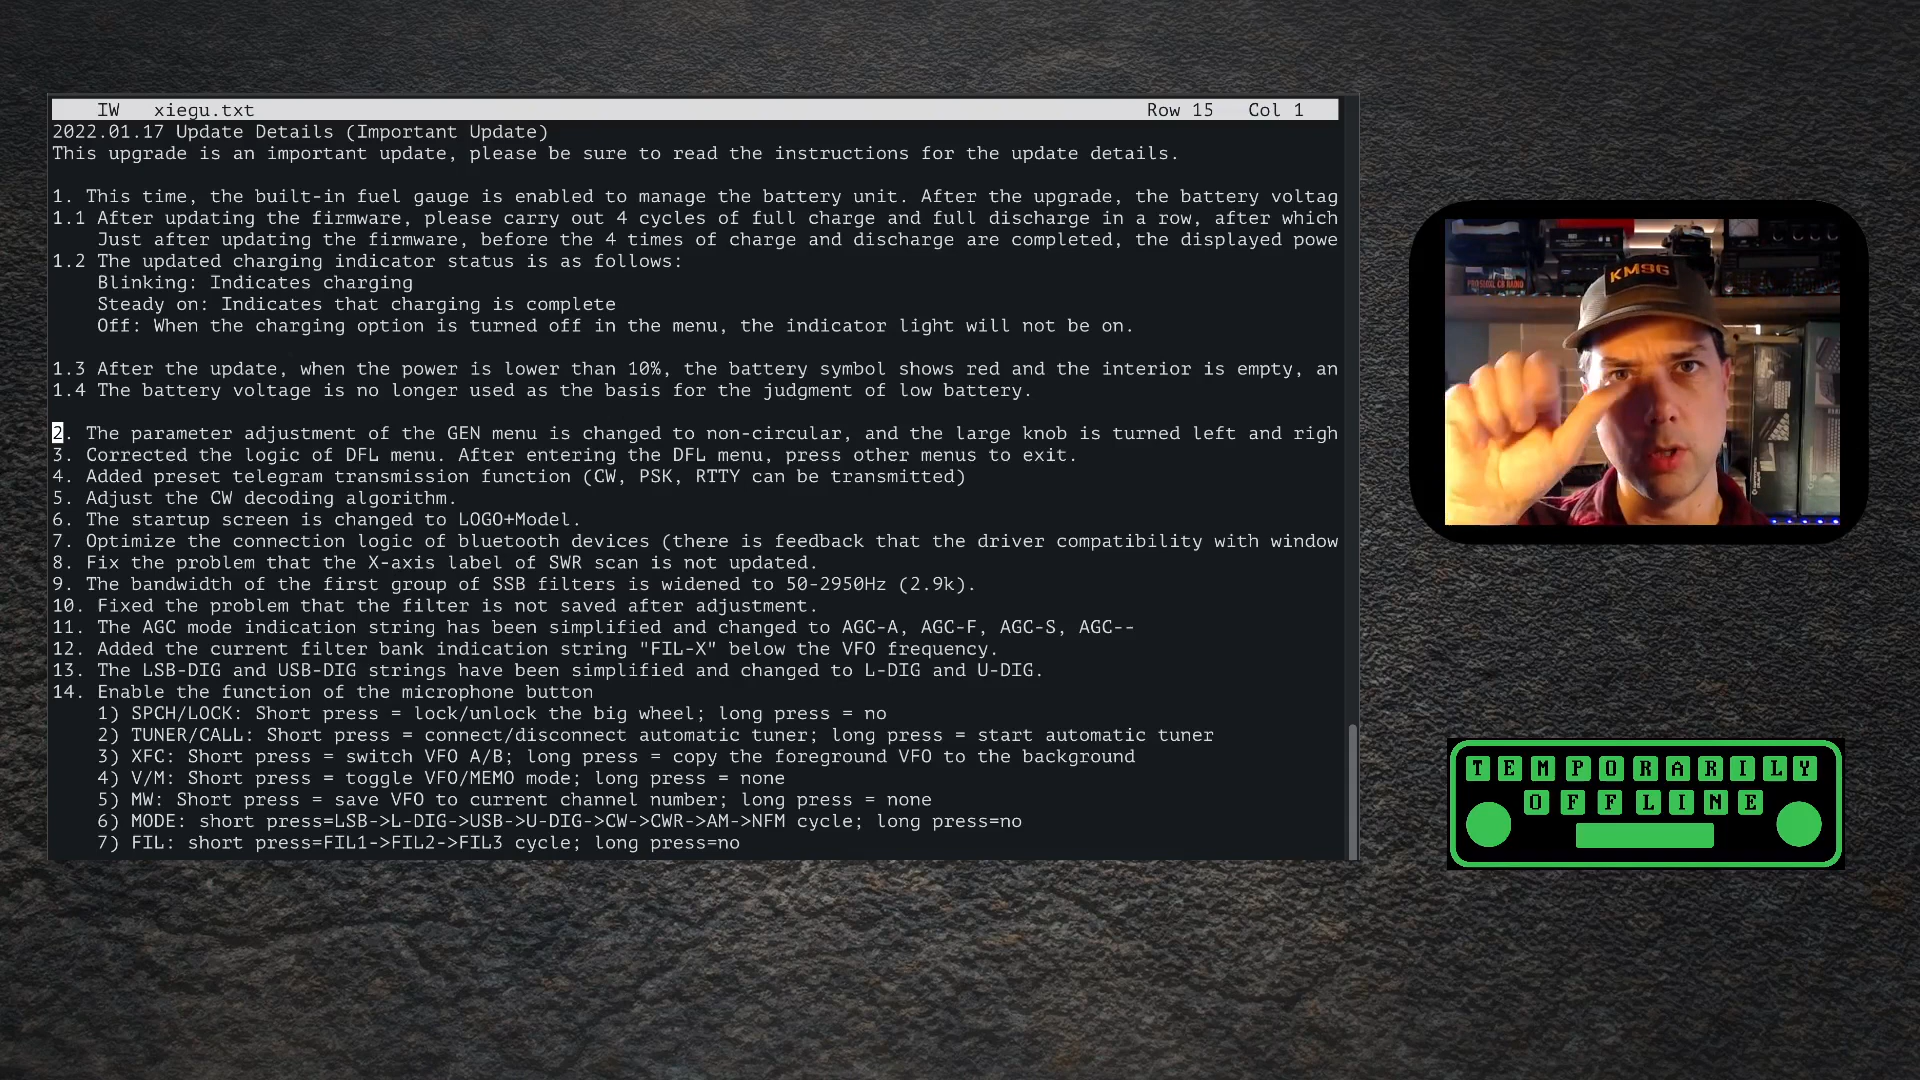 IW xiegu.txt Row 15 Col 1
2022.01.17 Update Details (Important Update)
This upgrade is an important update, please be sure to read the instructions for the update details.
1. This time, the built-in fuel gauge is enabled to manage the battery unit. After the upgrade, the battery voltag
1.1 After updating the firmware, please carry out 4 cycles of full charge and full discharge in a row, after which
Just after updating the firmware, before the 4 times of charge and discharge are completed, the displayed powe
1.2 The updated charging indicator status is as follows:
Blinking: Indicates charging
Steady on: Indicates that charging is complete
Off: When the charging option is turned off in the menu, the indicator light will not be on.
1.3 After the update, when the power is lower than 10%, the battery symbol shows red and the interior is empty, an
1.4 The battery voltage is no longer used as the basis for the judgment of low battery.
2. The parameter adjustment of the GEN menu is changed to non-circular, and the large knob is turned left and righ
3. Corrected the logic of DFL menu. After entering the DFL menu, press other menus to exit.
4. Added preset telegram transmission function (CW, PSK, RTTY can be transmitted)
5. Adjust the CW decoding algorithm.
6. The startup screen is changed to LOGO+Model.
7. Optimize the connection logic of bluetooth devices (there is feedback that the driver compatibility with window
8. Fix the problem that the X-axis label of SWR scan is not updated.
9. The bandwidth of the first group of SSB filters is widened to 50-2950Hz (2.9k).
10. Fixed the problem that the filter is not saved after adjustment.
11. The AGC mode indication string has been simplified and changed to AGC-A, AGC-F, AGC-S, AGC--
12. Added the current filter bank indication string "FIL-X" below the VFO frequency.
13. The LSB-DIG and USB-DIG strings have been simplified and changed to L-DIG and U-DIG.
14. Enable the function of the microphone button
1) SPCH/LOCK: Short press = lock/unlock the big wheel; long press = no
2) TUNER/CALL: Short press = connect/disconnect automatic tuner; long press = start automatic tuner
3) XFC: Short press = switch VFO A/B; long press = copy the foreground VFO to the background
4) V/M: Short press = toggle VFO/MEMO mode; long press = none
5) MW: Short press = save VFO to current channel number; long press = none
6) MODE: short press=LSB->L-DIG->USB->U-DIG->CW->CWR->AM->NFM cycle; long press=no
7) FIL: short press=FIL1->FIL2->FIL3 cycle; long press=no
KM9G
PRO510XL CB RADIO
TEMPORARILY
OFFLINE